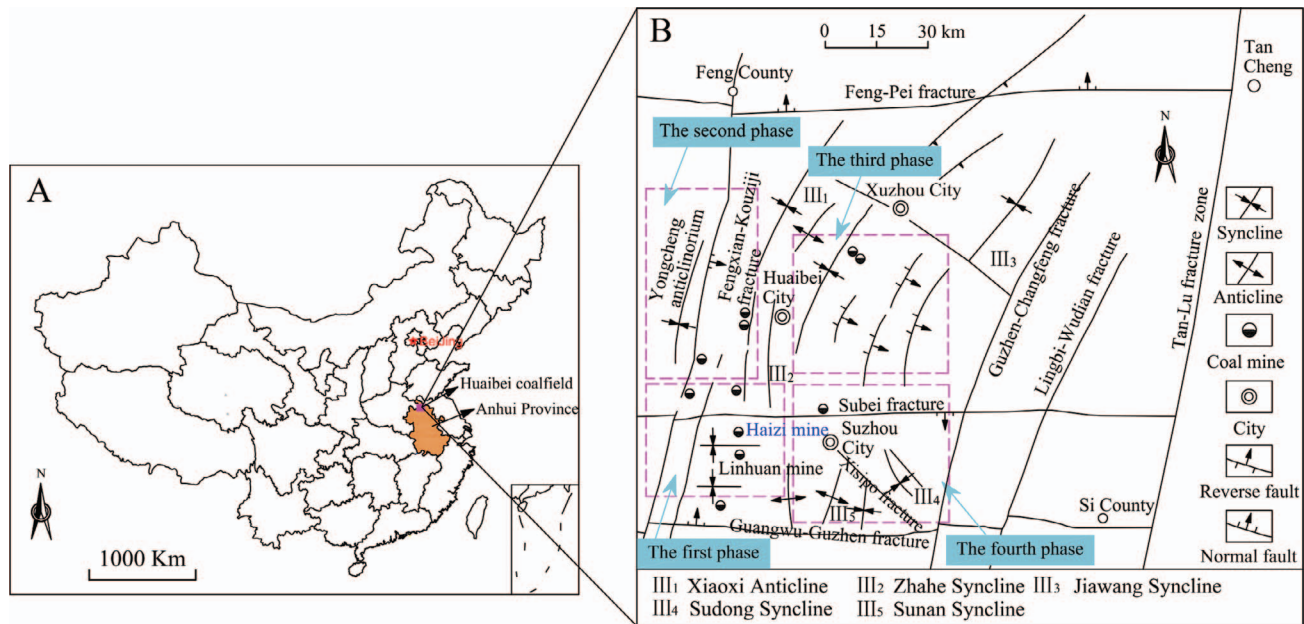 A
N
Beijing
Huaibei coalfield
Anhui Province
1000 Km
B
0 15 30 km
Tan
Cheng
Feng County
Feng-Pei fracture
N
The second phase
The third phase
Xuzhou City
III₁
Yongcheng
anticlinorium
Fengxian-Kouziji
fracture
III₃
Huaibei
City
Guzhen-Changfeng fracture
Lingbi-Wudian fracture
Tan-Lu fracture zone
III₂
Subei fracture
Haizi mine
Suzhou
City
Linhuan mine
Xisipo fracture
III₄
III₅
Si County
Guangwu-Guzhen fracture
The first phase
The fourth phase
Syncline
Anticline
Coal mine
City
Reverse fault
Normal fault
III₁ Xiaoxi Anticline III₂ Zhahe Syncline III₃ Jiawang Syncline
III₄ Sudong Syncline III₅ Sunan Syncline